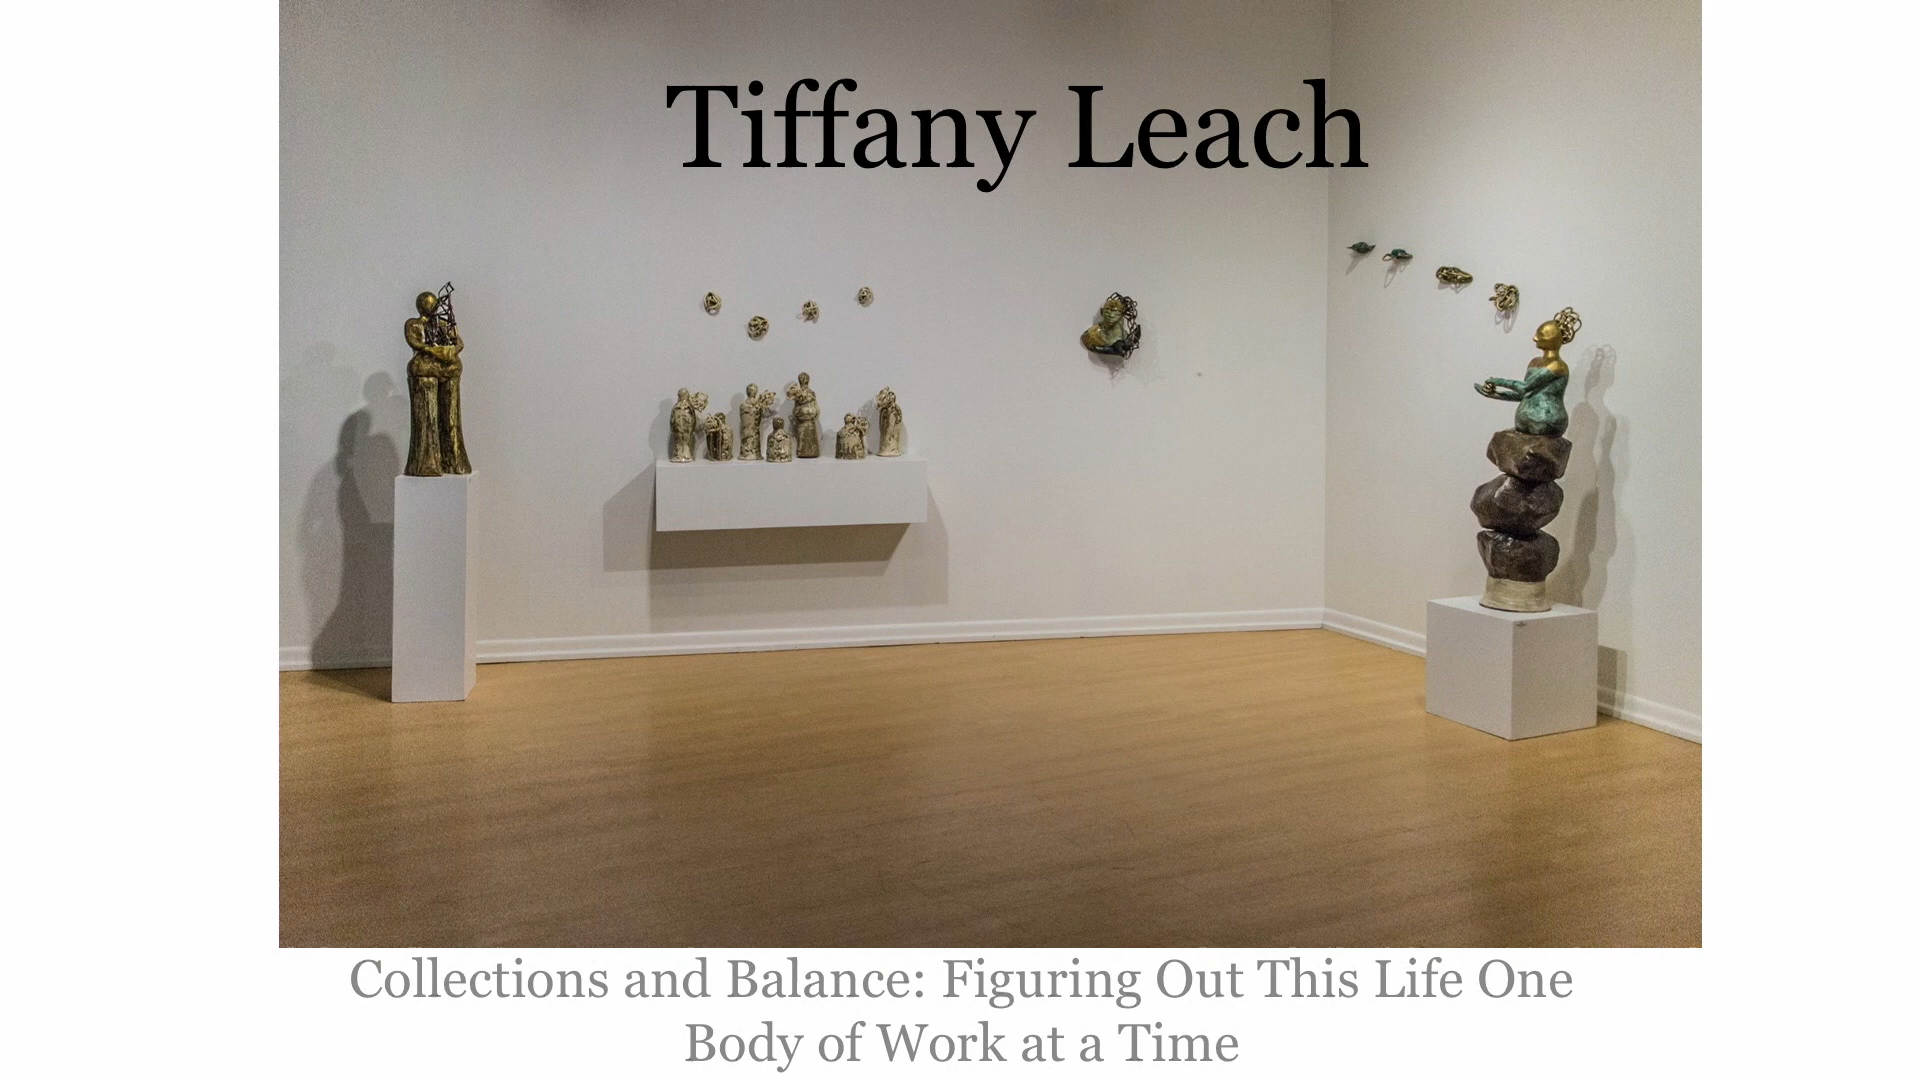 Tiffany Leach
Collections and Balance: Figuring Out This Life One
Body of Work at a Time